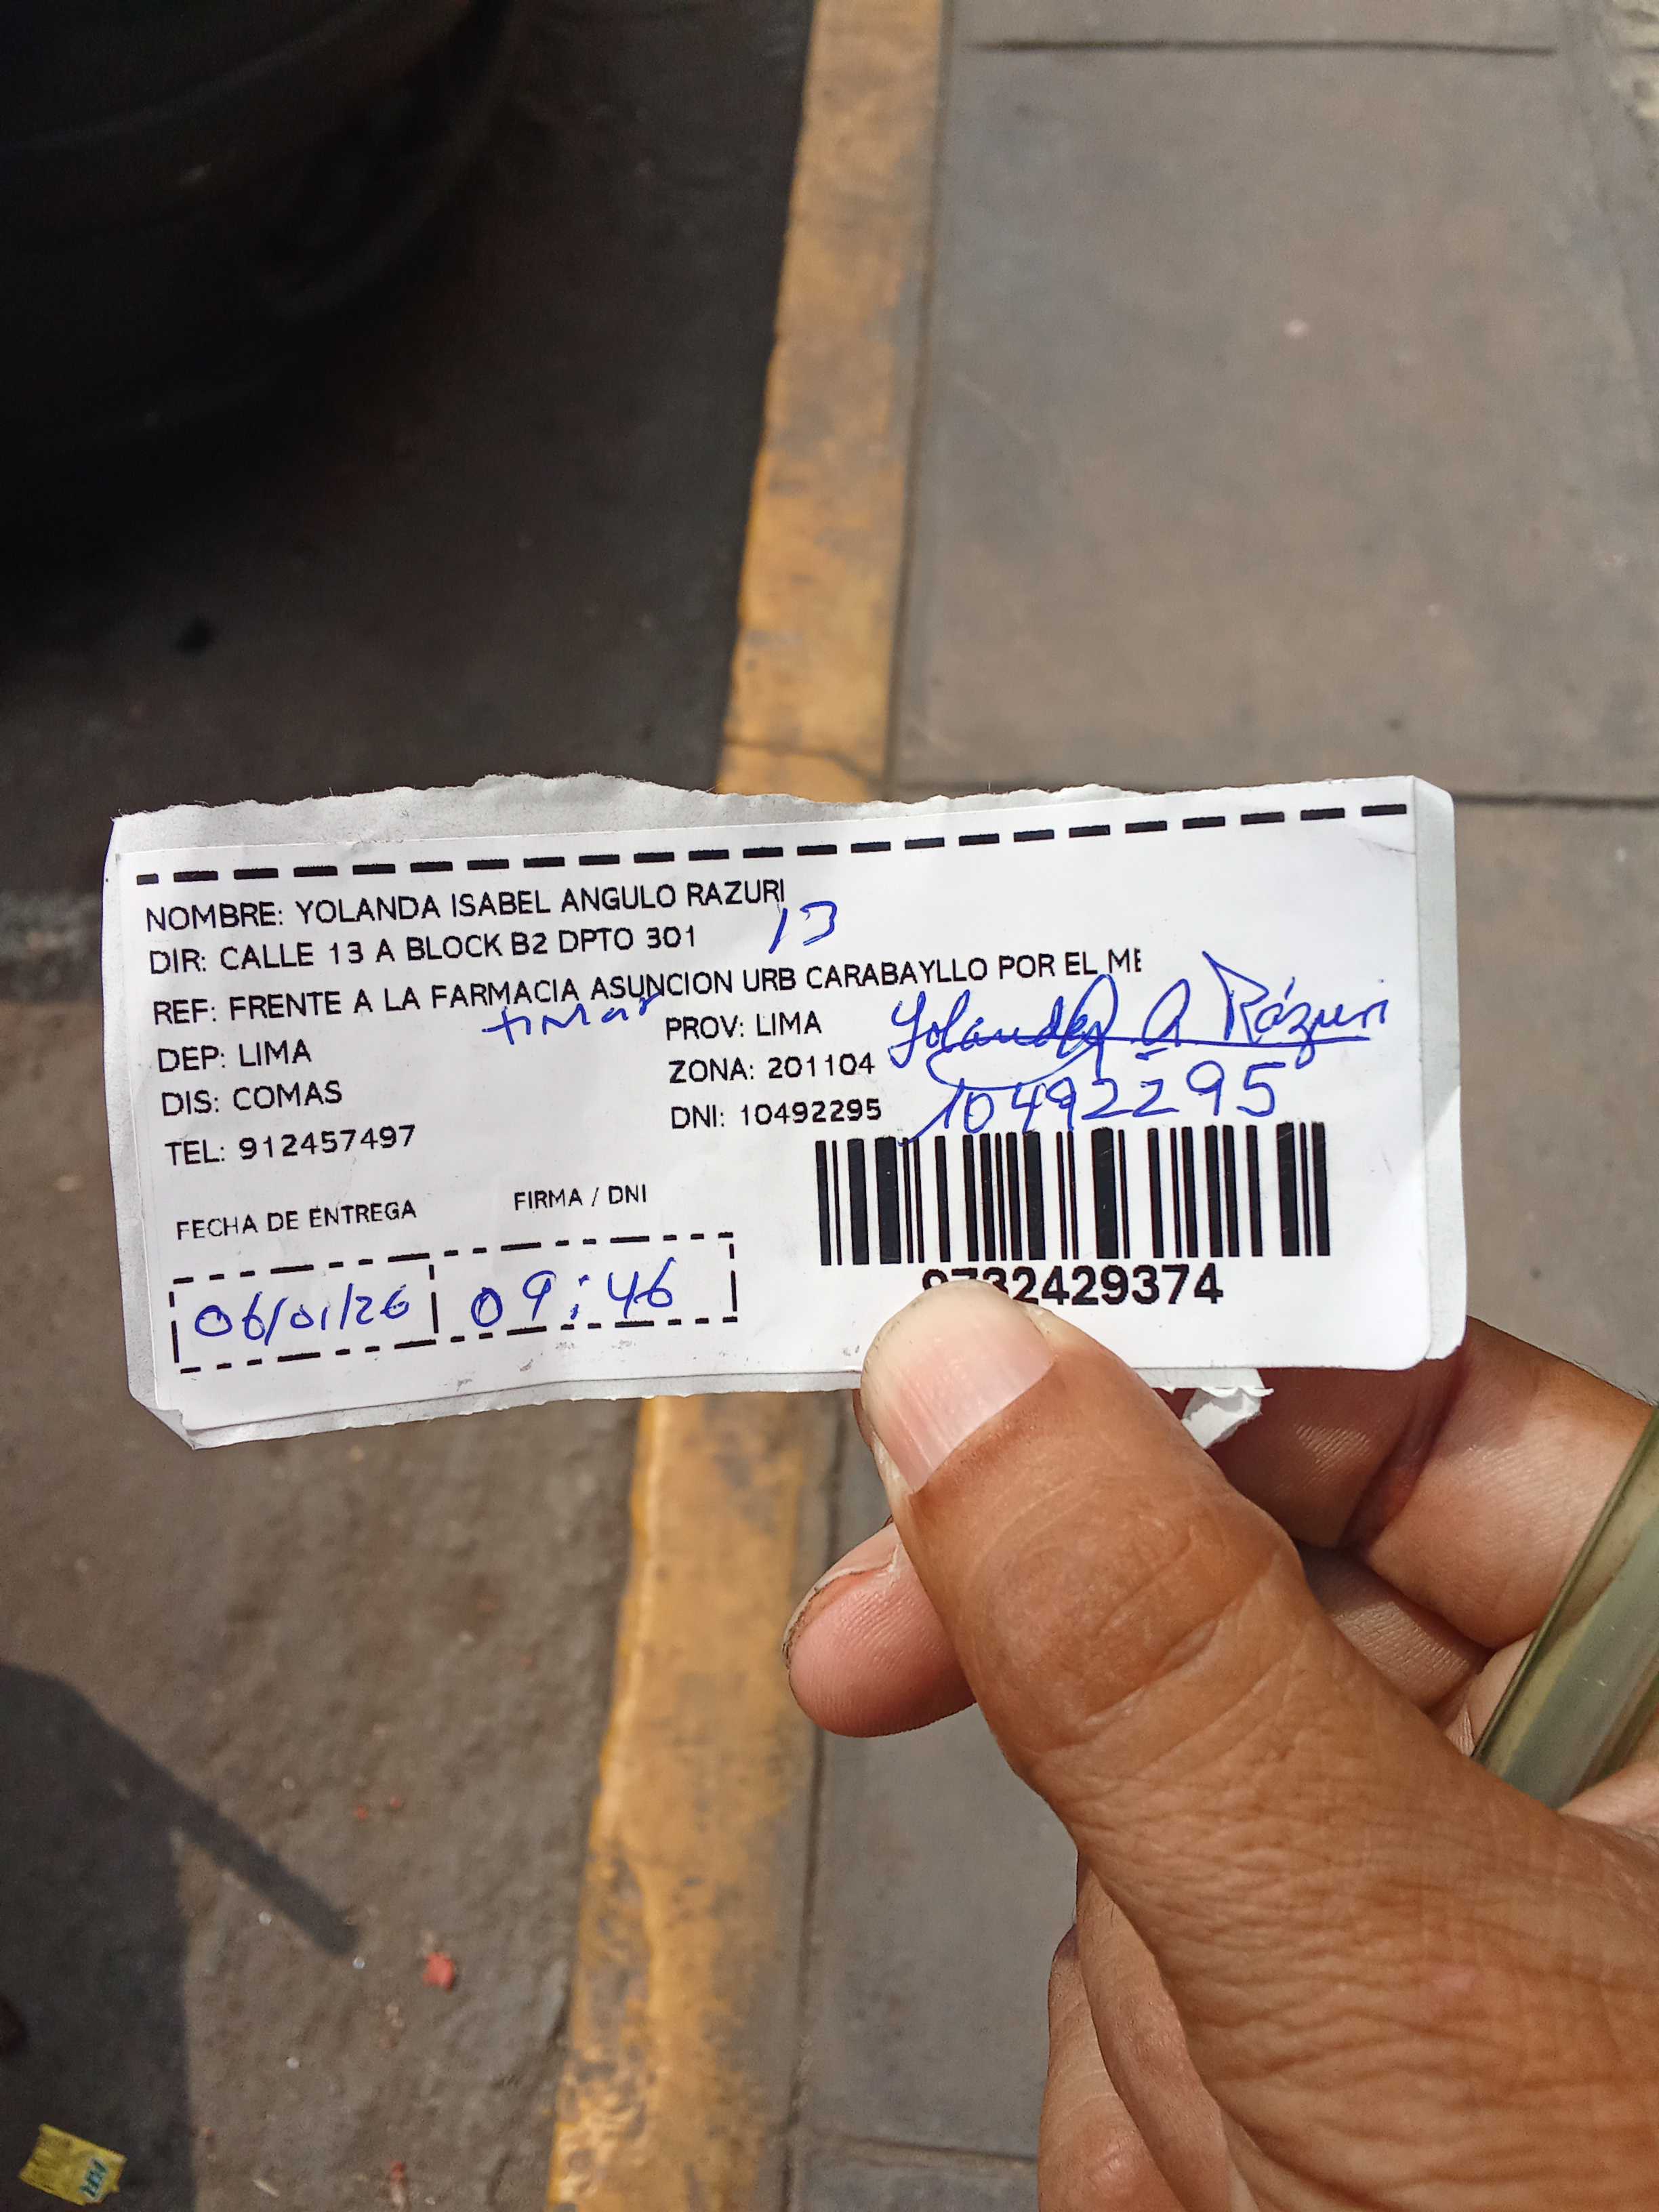 NOMBRE: YOLANDA ISABEL ANGULO RAZURI
DIR: CALLE 13 A BLOCK B2 DPTO 301 13
REF: FRENTE A LA FARMACIA ASUNCION URB CARABAYLLO POR EL ME
DEP: LIMA
PROV: LIMA
Yolanda A Rázuri
DIS: COMAS
ZONA: 201104
10492295
TEL: 912457497
DNI: 10492295
FECHA DE ENTREGA
FIRMA / DNI
06/01/26
09:46
32429374